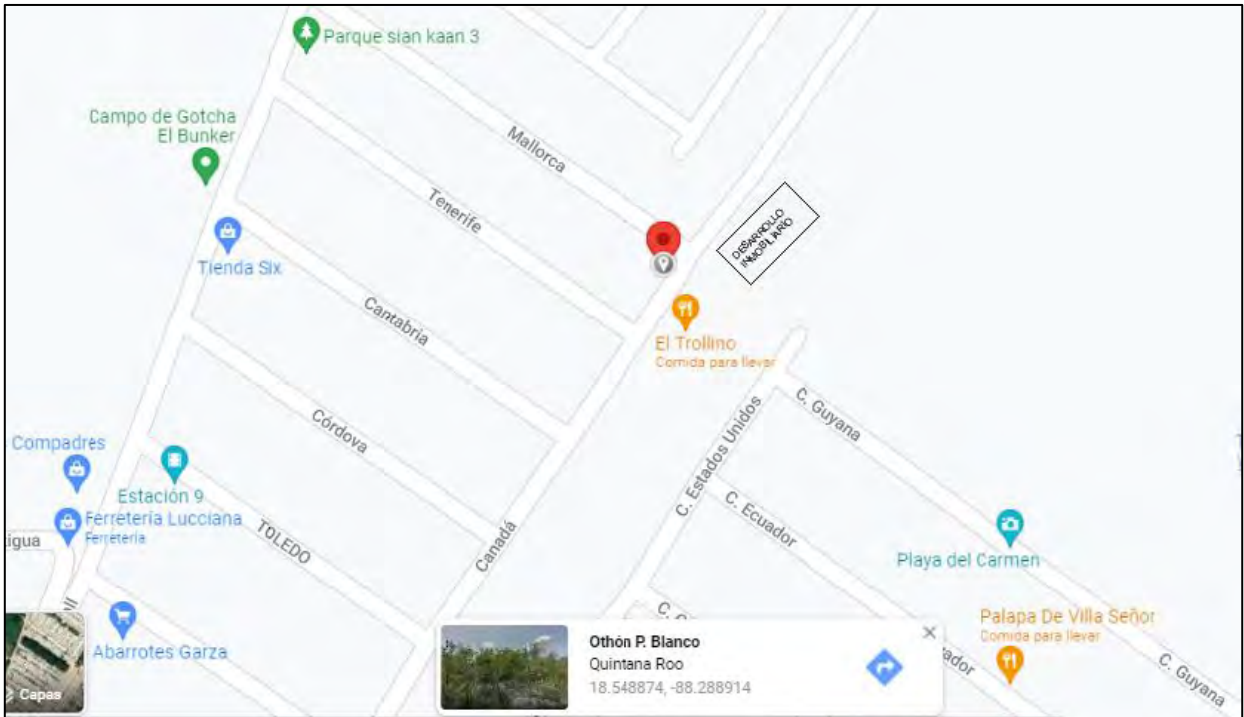 Parque sian kaan 3
Campo de Gotcha
El Bunker
Mallorca
Tenerife
DESARROLLO
INMOBILIARIO
Tienda Six
Cantabria
El Trollino
Comida para llevar
C. Guyana
Córdova
C. Estados Unidos
Compadres
Estación 9
C. Ecuador
Ferretería Lucciana
Ferretería
igua
TOLEDO
Canadá
Playa del Carmen
Palapa De Villa Señor
Comida para llevar
Abarrotes Garza
Othón P. Blanco
Quintana Roo
18.548874, -88.288914
C. Guyana
Capas